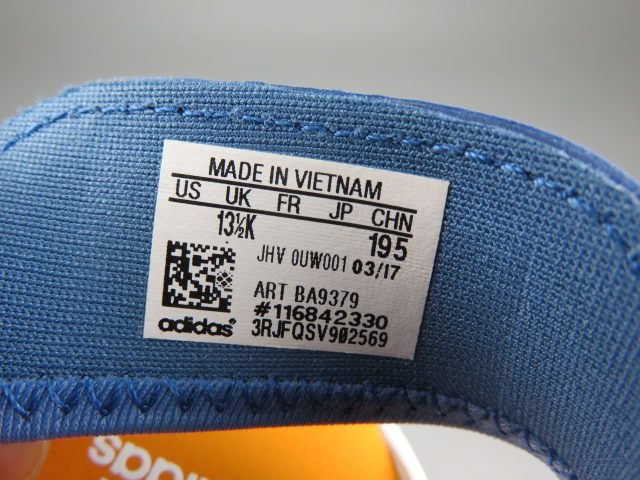 MADE IN VIETNAM
US UK FR JP CHN
13½K 195
JHV 0UW001 03/17
ART BA9379
#116842330
adidas 3RJFQSV902569
adidas